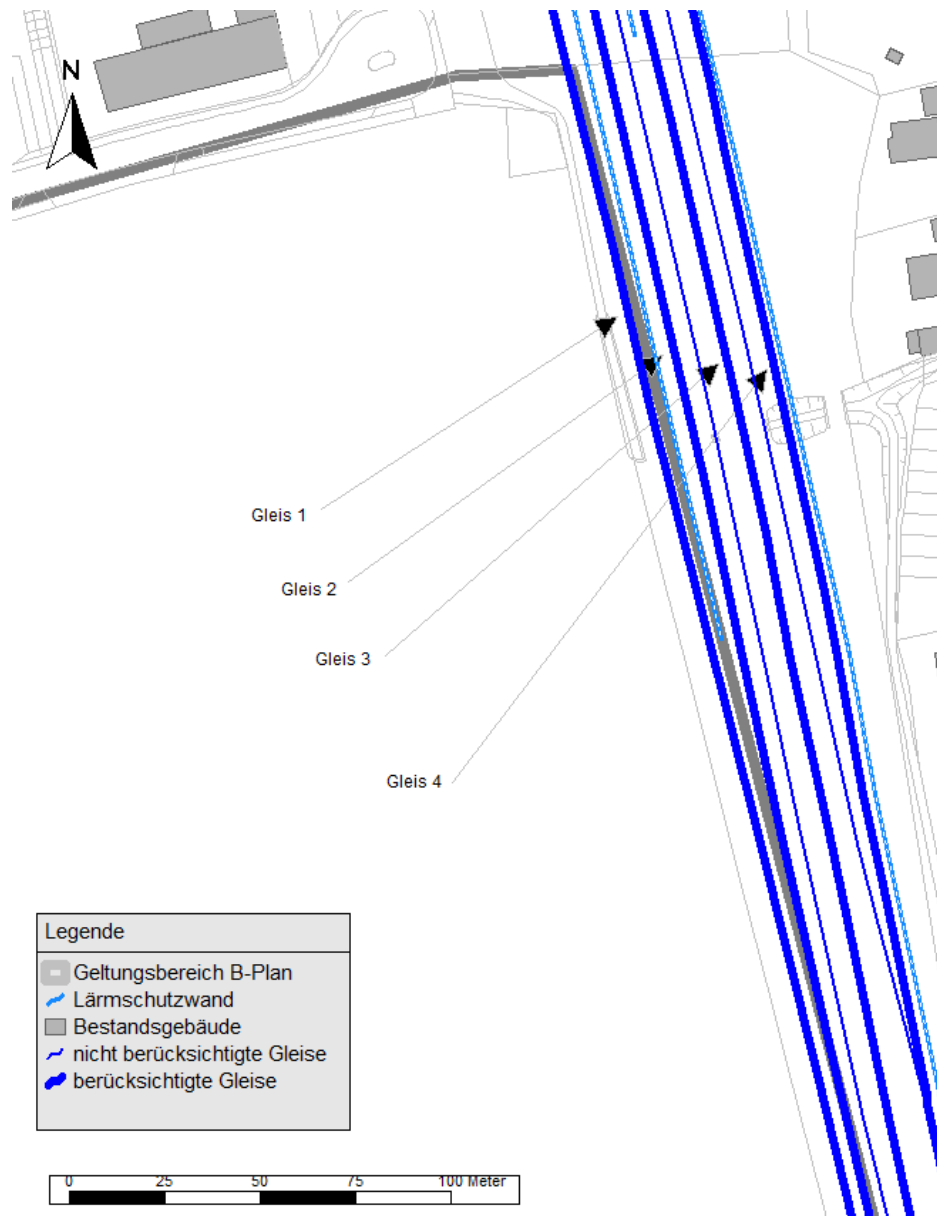 N
Gleis 1
Gleis 2
Gleis 3
Gleis 4
Legende
Geltungsbereich B-Plan
Lärmschutzwand
Bestandsgebäude
nicht berücksichtigte Gleise
berücksichtigte Gleise
0 25 50 75 100 Meter